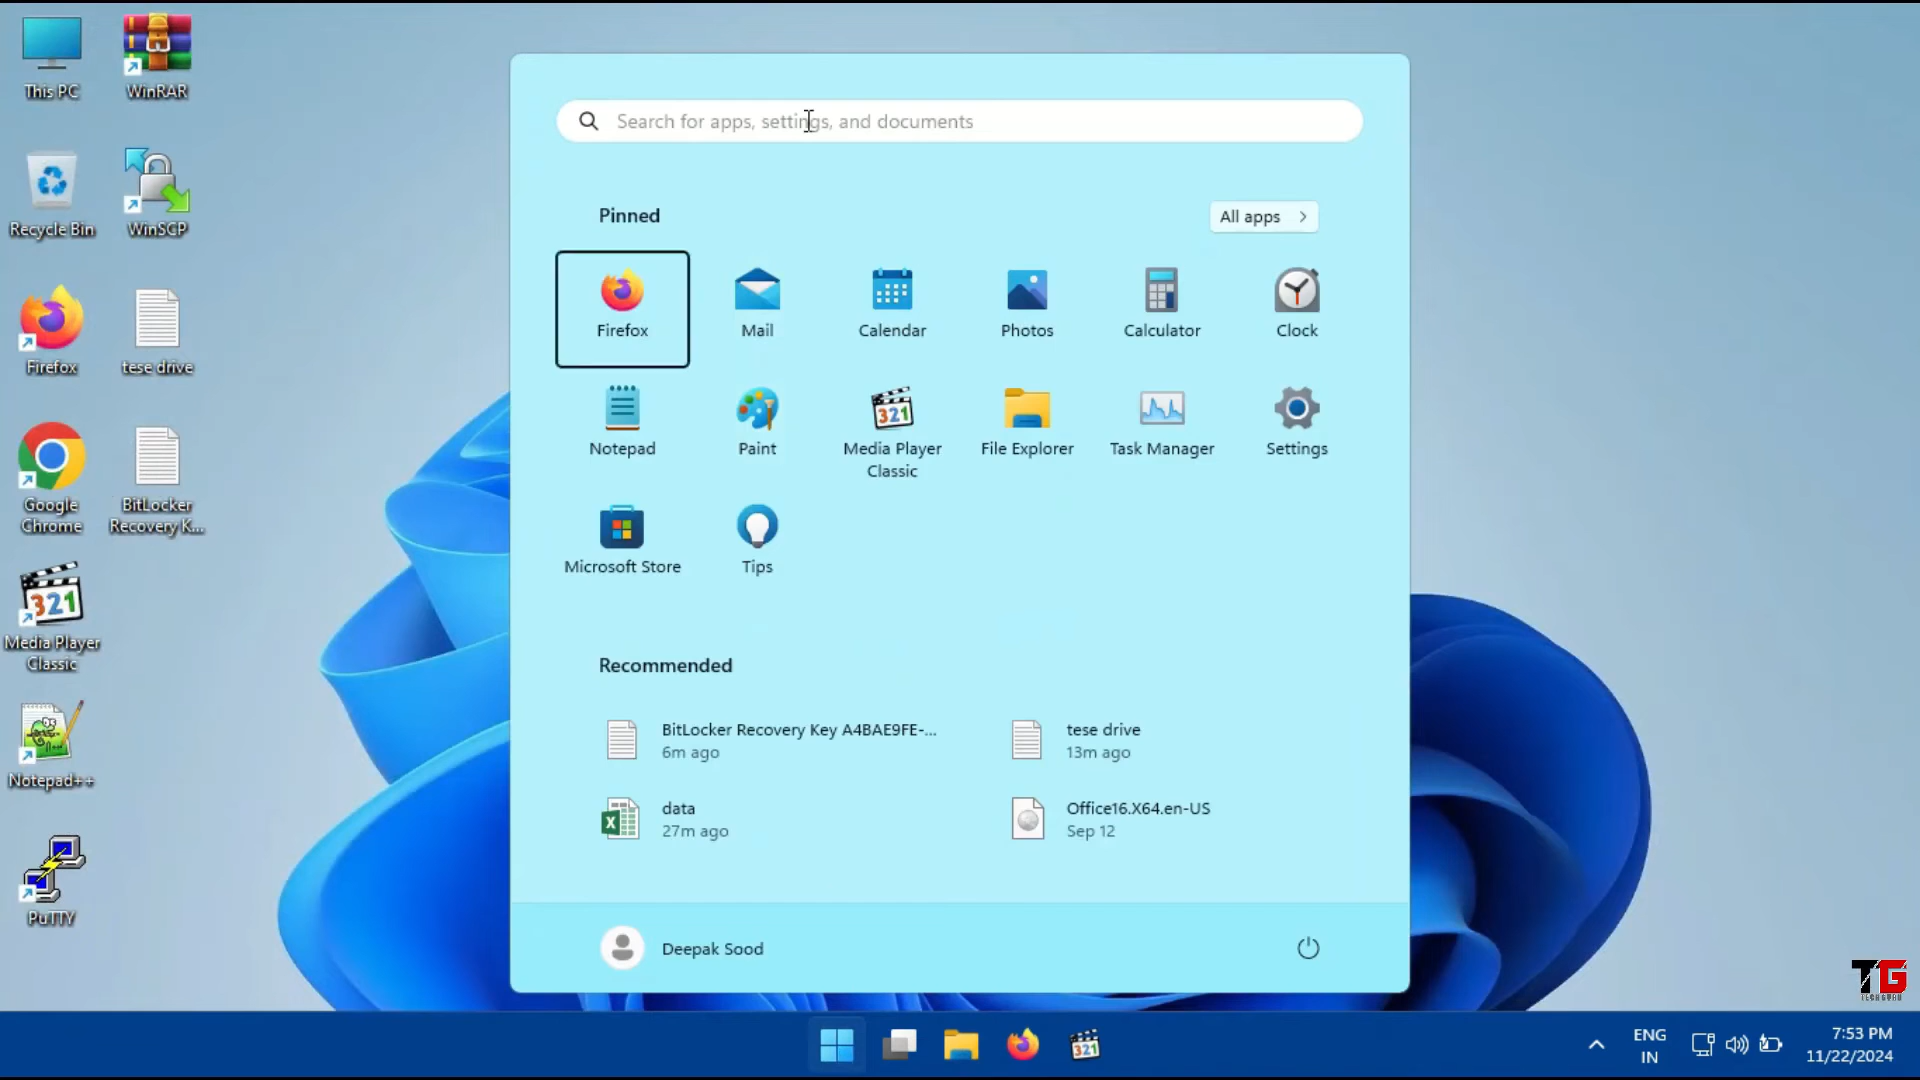 This PC
WinRAR
Recycle Bin
WinSCP
Firefox
tese drive
Google
Chrome
BitLocker
Recovery K...
Media Player
Classic
321
Notepad++
PuTTY
Search for apps, settings, and documents
Pinned
All apps
Firefox
Mail
Calendar
Photos
Calculator
Clock
Notepad
Paint
321
Media Player
Classic
File Explorer
Task Manager
Settings
Microsoft Store
Tips
Recommended
BitLocker Recovery Key A4BAE9FE-...
6m ago
tese drive
13m ago
data
27m ago
Office16.X64.en-US
Sep 12
Deepak Sood
TG
321
ENG
IN
7:53 PM
11/22/2024